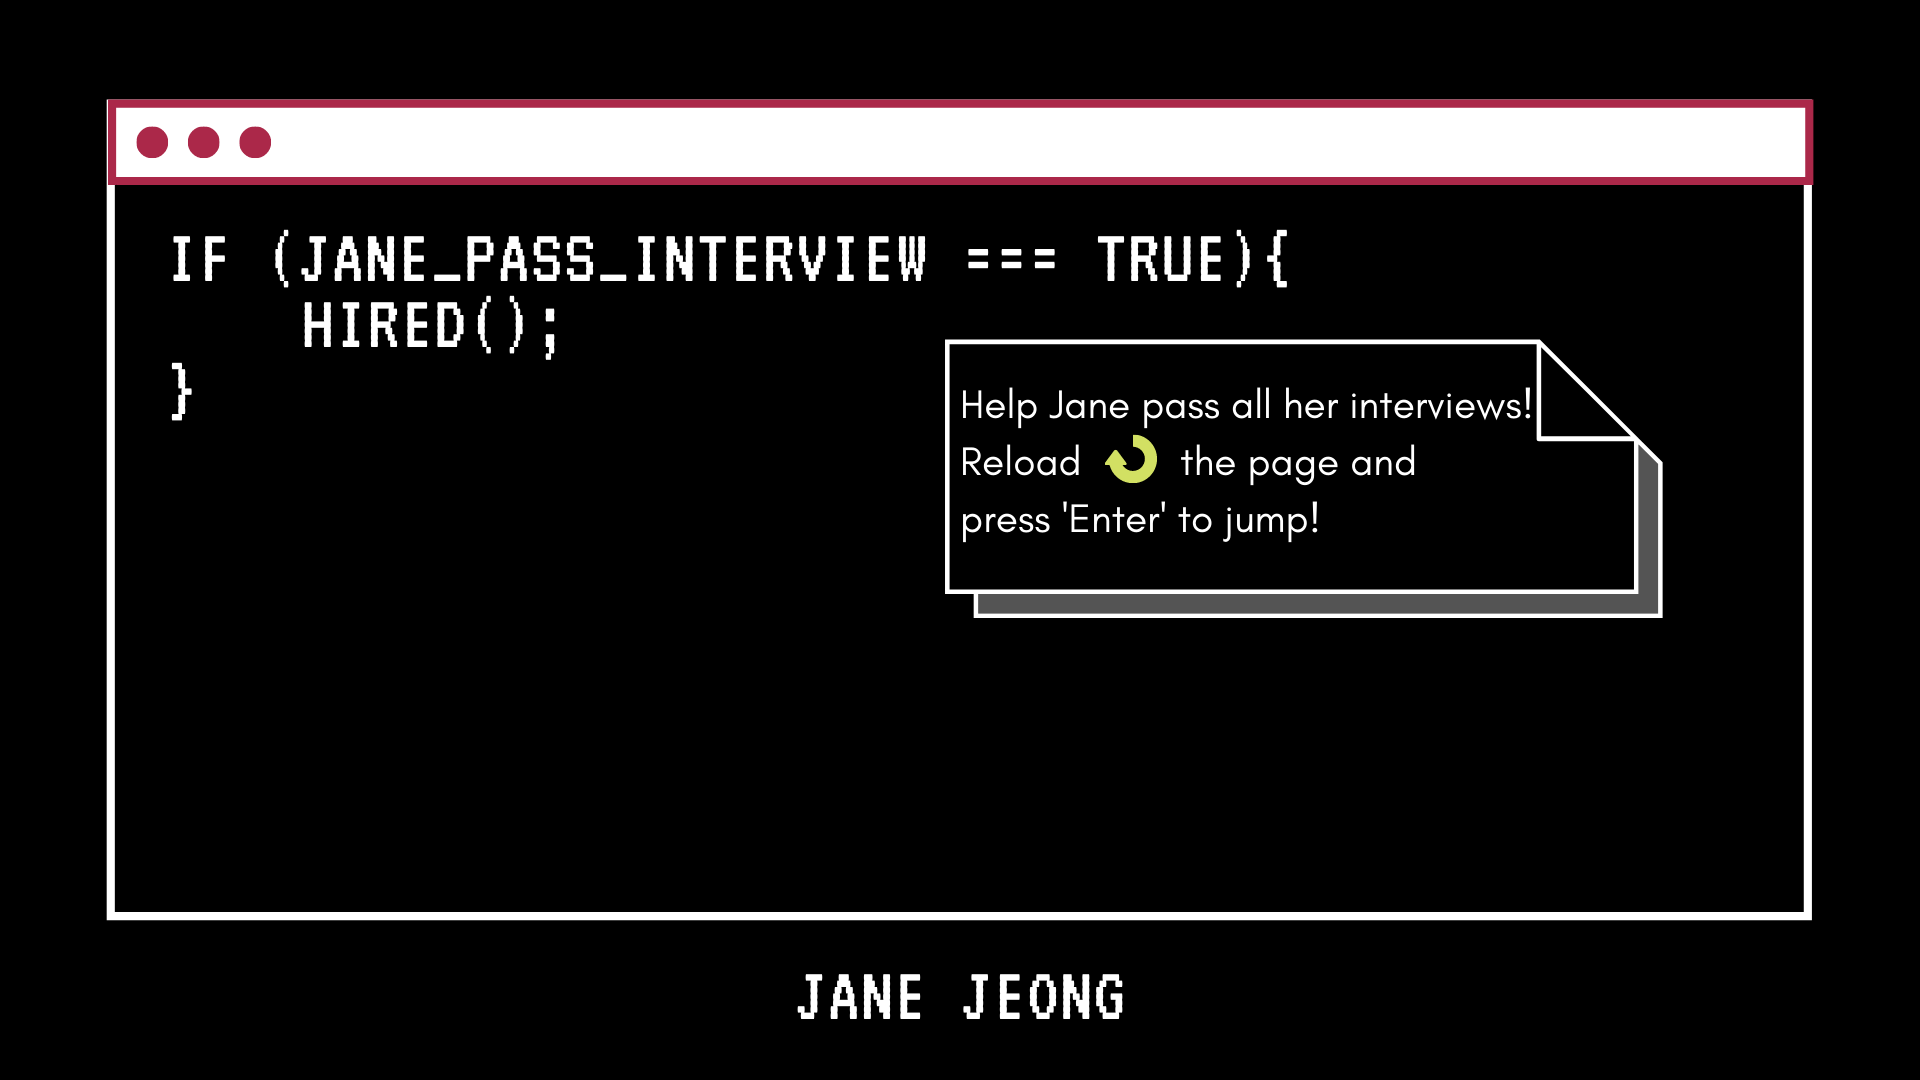 IF (JANE_PASS_INTERVIEW === TRUE){
HIRED();
}
Help Jane pass all her interviews!
Reload the page and
press 'Enter' to jump!
JANE JEONG